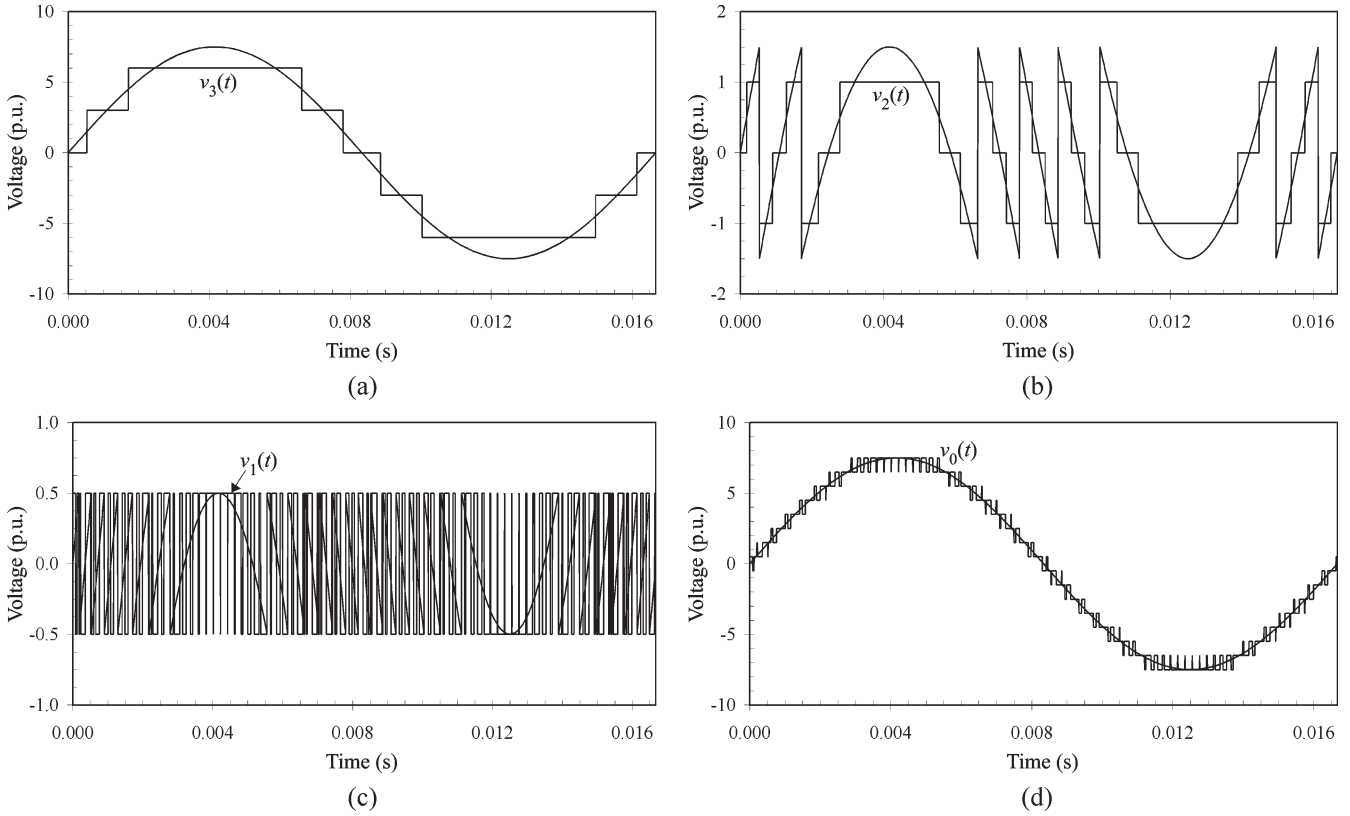 10
5
0
-5
-10
Voltage (p.u.)
v3(t)
0.000
0.004
0.008
0.012
0.016
Time (s)
(a)
2
1
0
-1
-2
Voltage (p.u.)
v2(t)
0.000
0.004
0.008
0.012
0.016
Time (s)
(b)
1.0
0.5
0.0
-0.5
-1.0
Voltage (p.u.)
v1(t)
0.000
0.004
0.008
0.012
0.016
Time (s)
(c)
10
5
0
-5
-10
Voltage (p.u.)
v0(t)
0.000
0.004
0.008
0.012
0.016
Time (s)
(d)